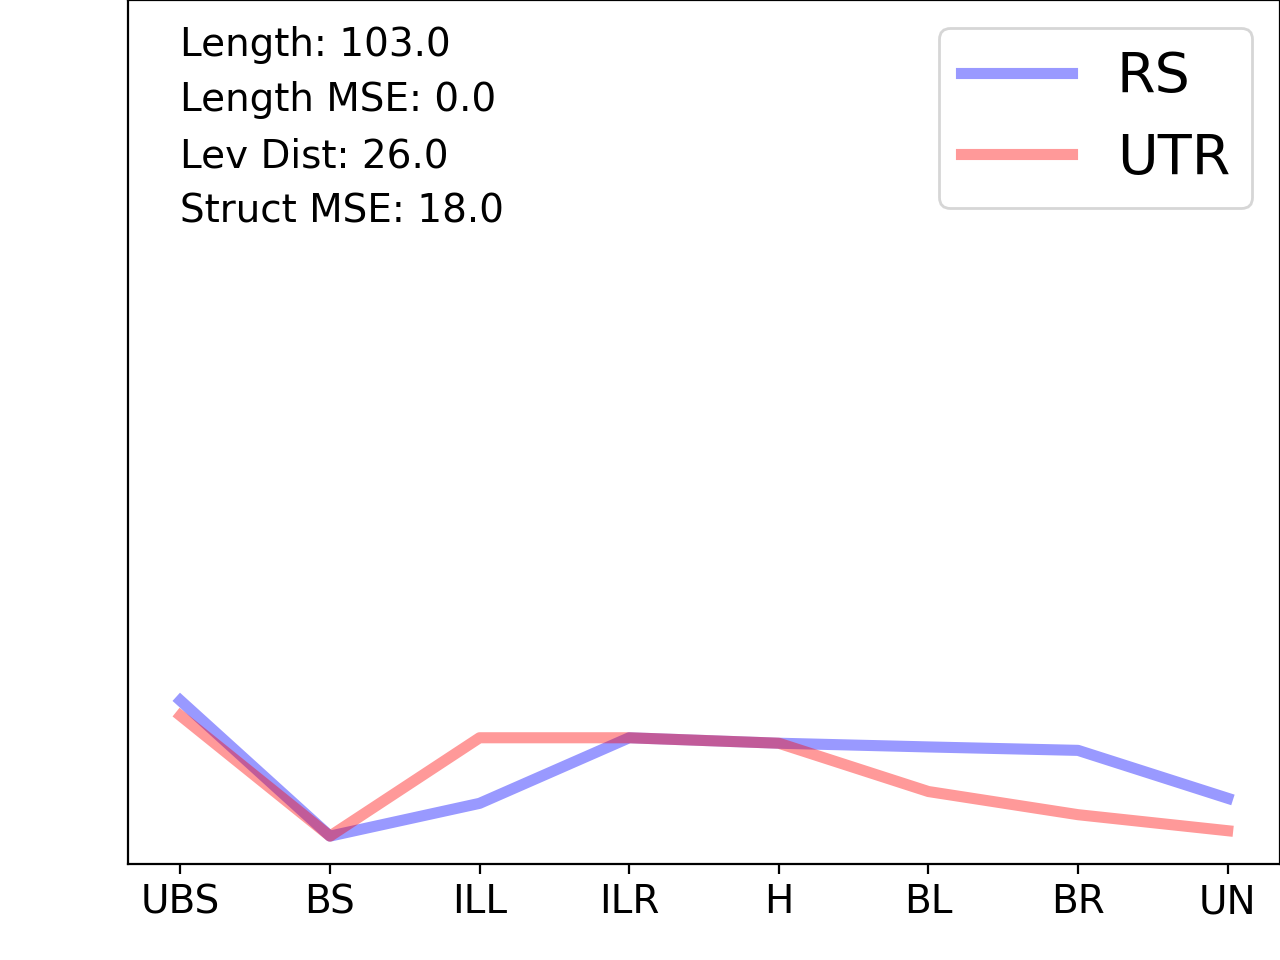 Length: 103.0
Length MSE: 0.0
Lev Dist: 26.0
Struct MSE: 18.0
RS
UTR
UBS BS ILL ILR H BL BR UN